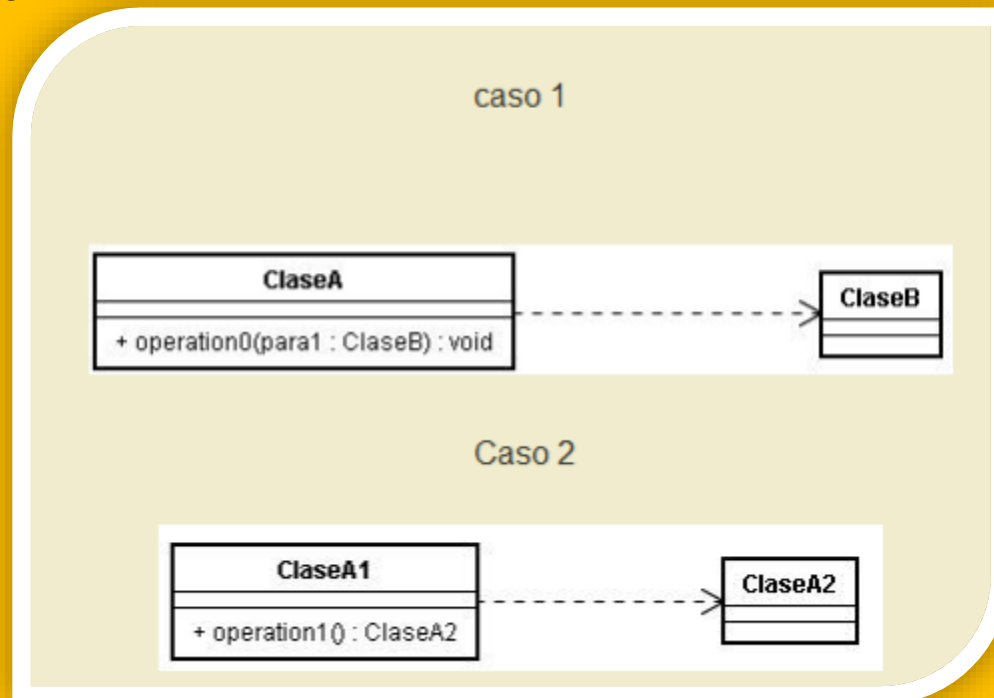 caso 1
ClaseA
+ operation0(para1 : ClaseB) : void
ClaseB
Caso 2
ClaseA1
+ operation1() : ClaseA2
ClaseA2